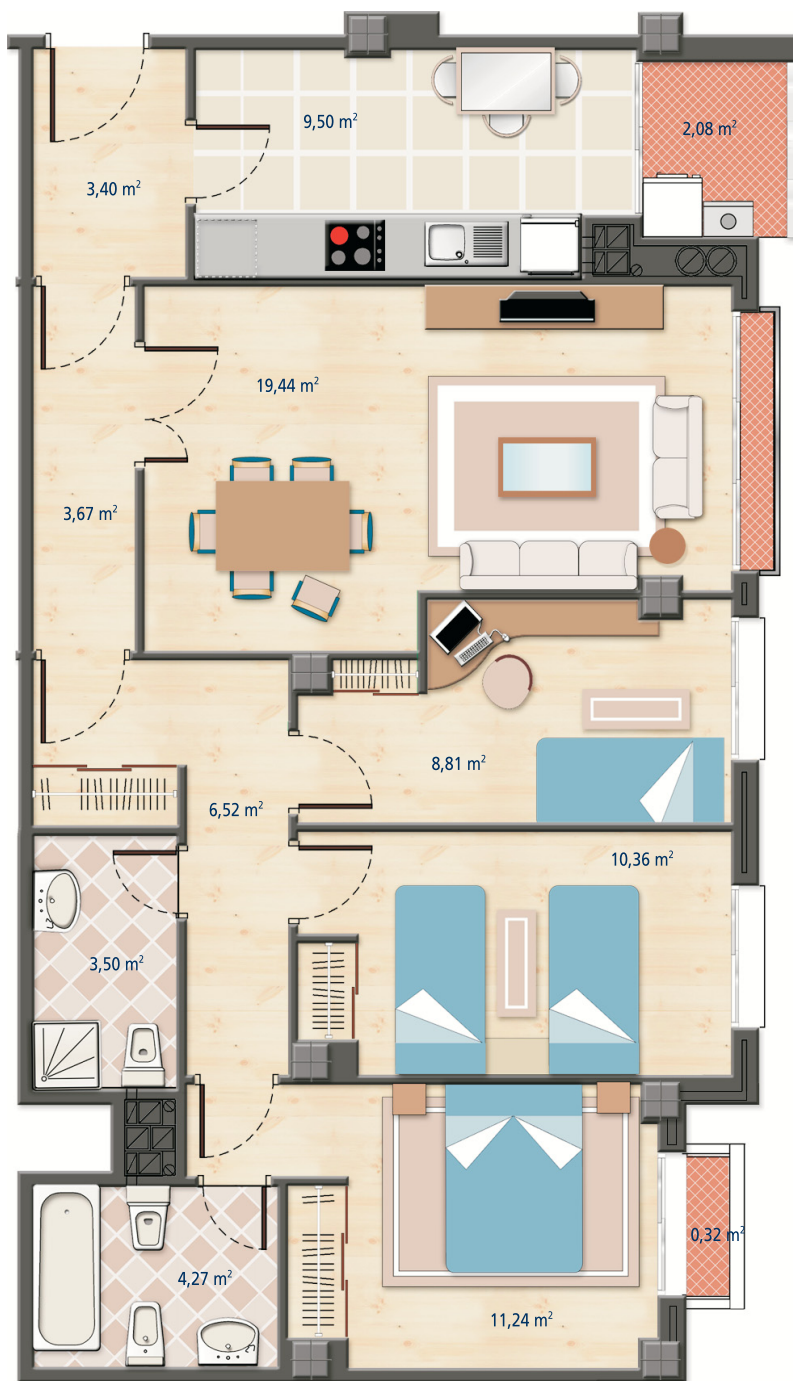 9,50 m²
2,08 m²
3,40 m²
19,44 m²
3,67 m²
8,81 m²
6,52 m²
10,36 m²
3,50 m²
0,32 m²
4,27 m²
11,24 m²